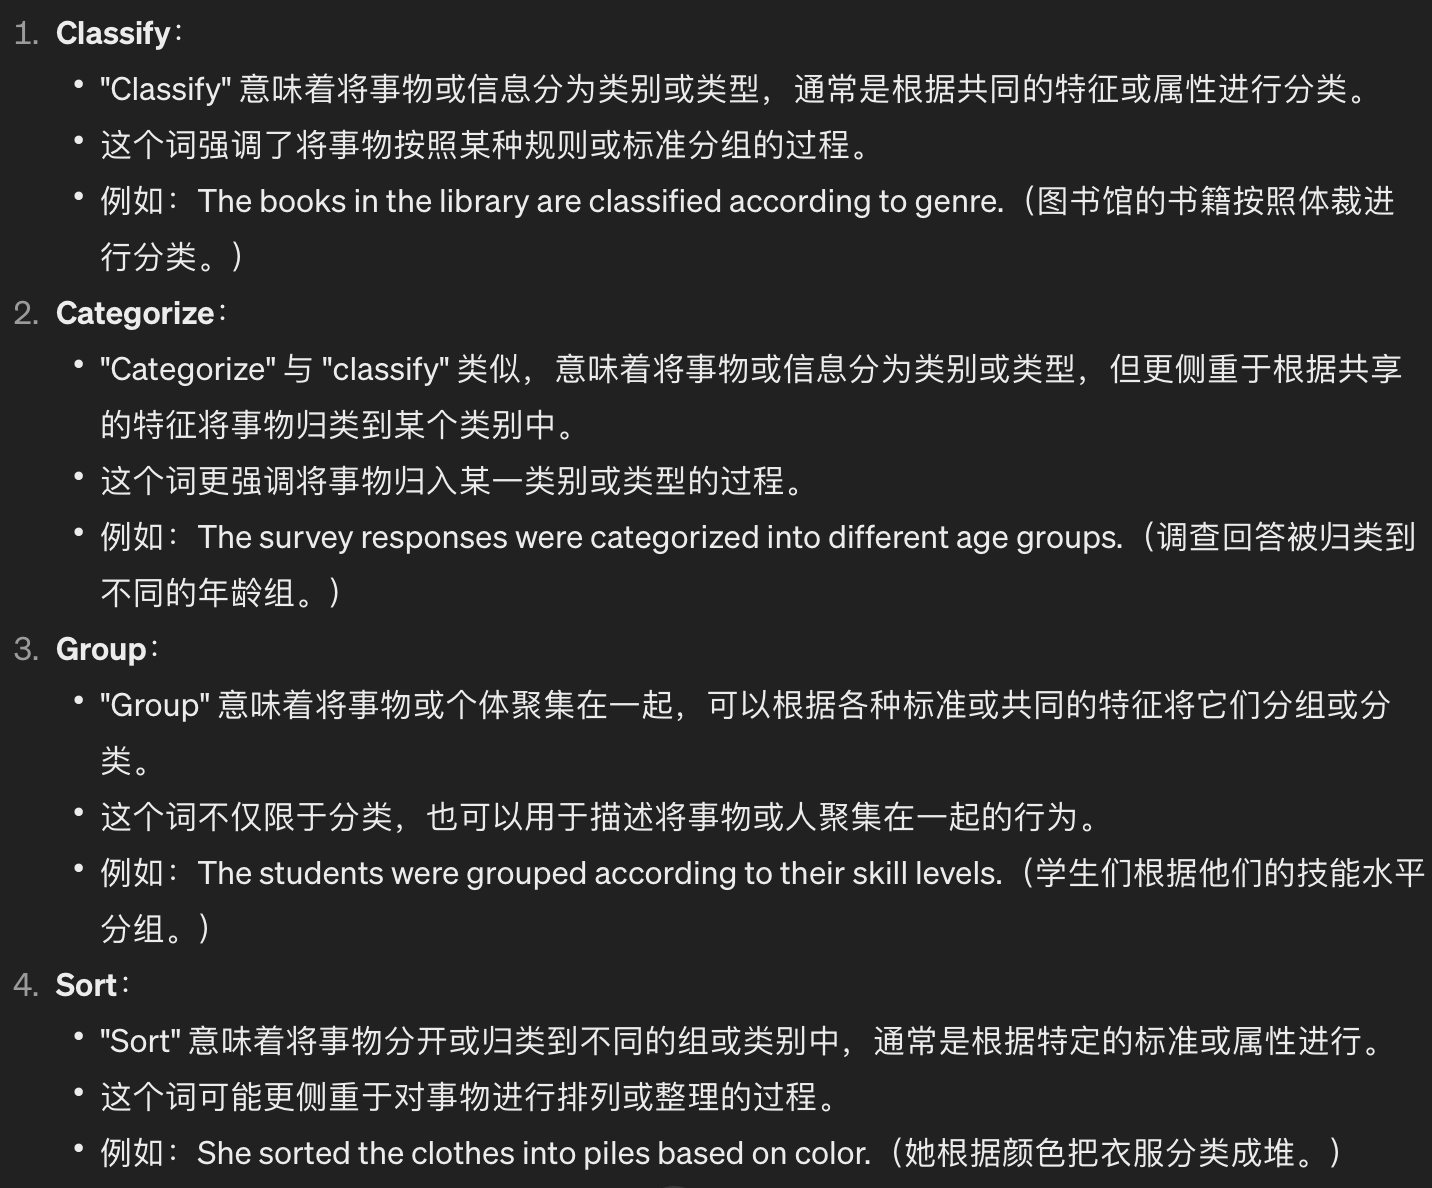 1. Classify：
• "Classify" 意味着将事物或信息分为类别或类型，通常是根据共同的特征或属性进行分类。
• 这个词强调了将事物按照某种规则或标准分组的过程。
• 例如：The books in the library are classified according to genre.（图书馆的书籍按照体裁进
行分类。）
2. Categorize：
• "Categorize" 与 "classify" 类似，意味着将事物或信息分为类别或类型，但更侧重于根据共享
的特征将事物归类到某个类别中。
• 这个词更强调将事物归入某一类别或类型的过程。
• 例如：The survey responses were categorized into different age groups.（调查回答被归类到
不同的年龄组。）
3. Group：
• "Group" 意味着将事物或个体聚集在一起，可以根据各种标准或共同的特征将它们分组或分
类。
• 这个词不仅限于分类，也可以用于描述将事物或人聚集在一起的行为。
• 例如：The students were grouped according to their skill levels.（学生们根据他们的技能水平
分组。）
4. Sort：
• "Sort" 意味着将事物分开或归类到不同的组或类别中，通常是根据特定的标准或属性进行。
• 这个词可能更侧重于对事物进行排列或整理的过程。
• 例如：She sorted the clothes into piles based on color.（她根据颜色把衣服分类成堆。）